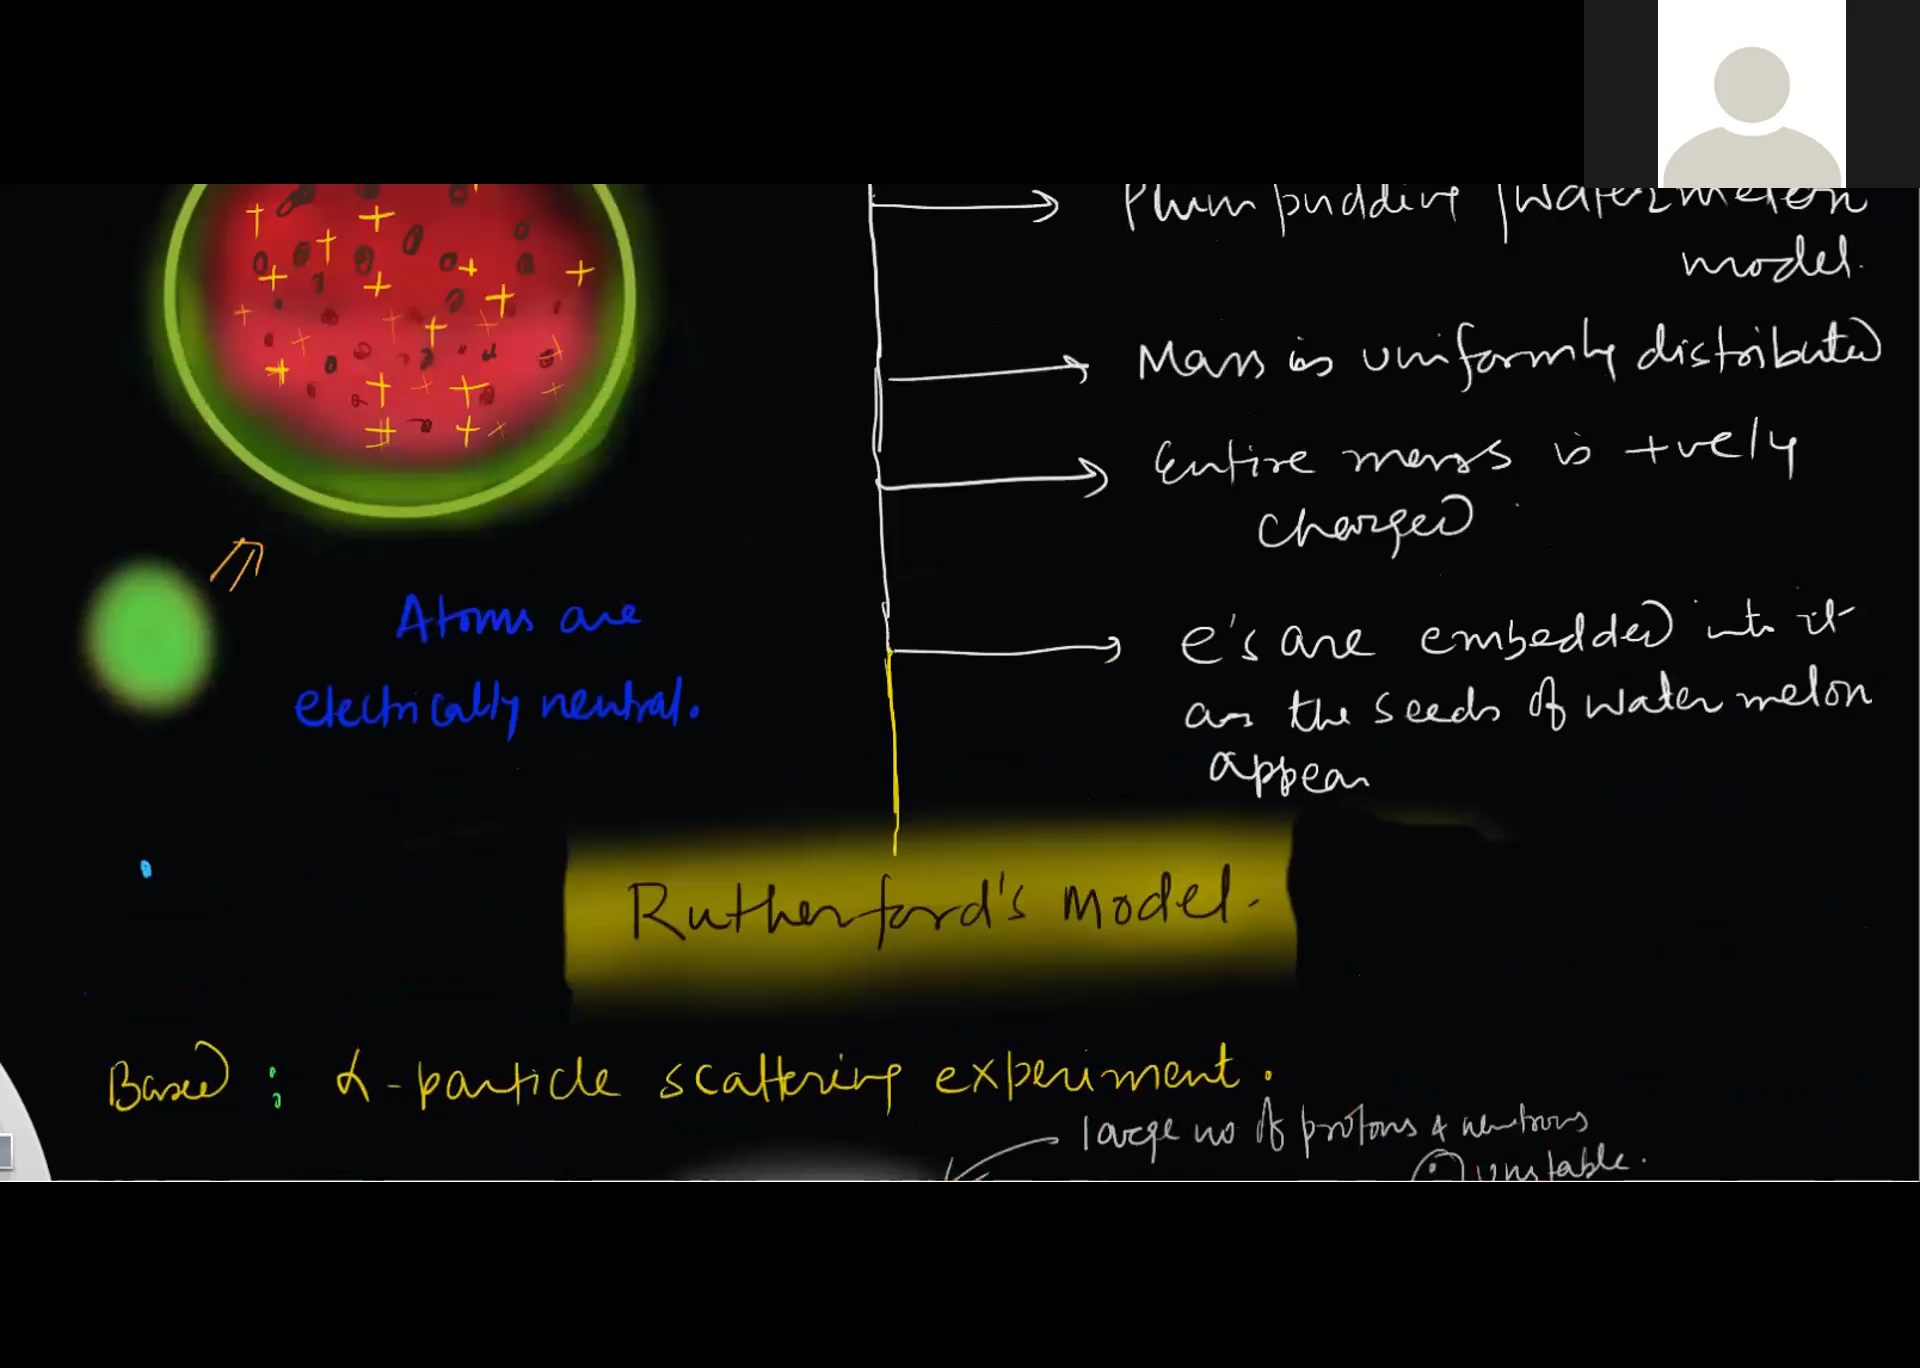 Plum pudding / watermelon
model.
Mass is uniformly distributed
Entire mass is +vely
charged
Atoms are
electrically neutral.
e's are embedded into it
as the seeds of water melon
appear
Rutherford's Model.
Based : α-particle scattering experiment.
large no of protons & neutrons
unstable.